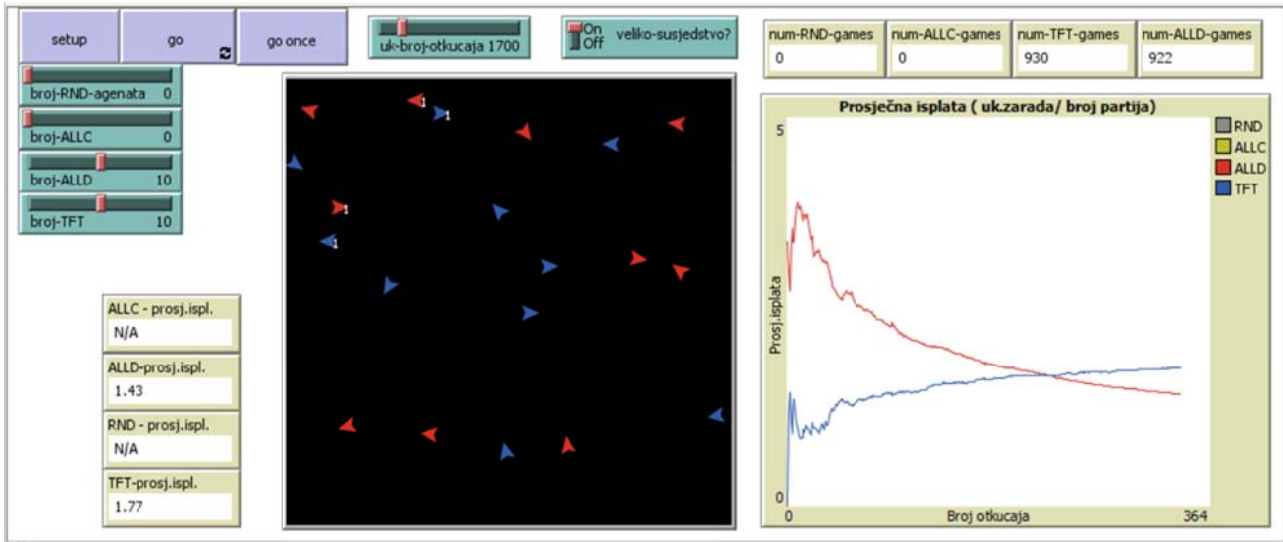 setup
go
go once
uk-broj-otkucaja 1700
On
Off
veliko-susjedstvo?
num-RND-games
0
num-ALLC-games
0
num-TFT-games
930
num-ALLD-games
922
broj-RND-agenata 0
broj-ALLC 0
broj-ALLD 10
broj-TFT 10
ALLC - prosj.ispl.
N/A
ALLD-prosj.ispl.
1.43
RND - prosj.ispl.
N/A
TFT-prosj.ispl.
1.77
1
1
1
1
Prosječna isplata ( uk.zarada/ broj partija)
5
Prosj.isplata
0
0
Broj otkucaja
364
RND
ALLC
ALLD
TFT